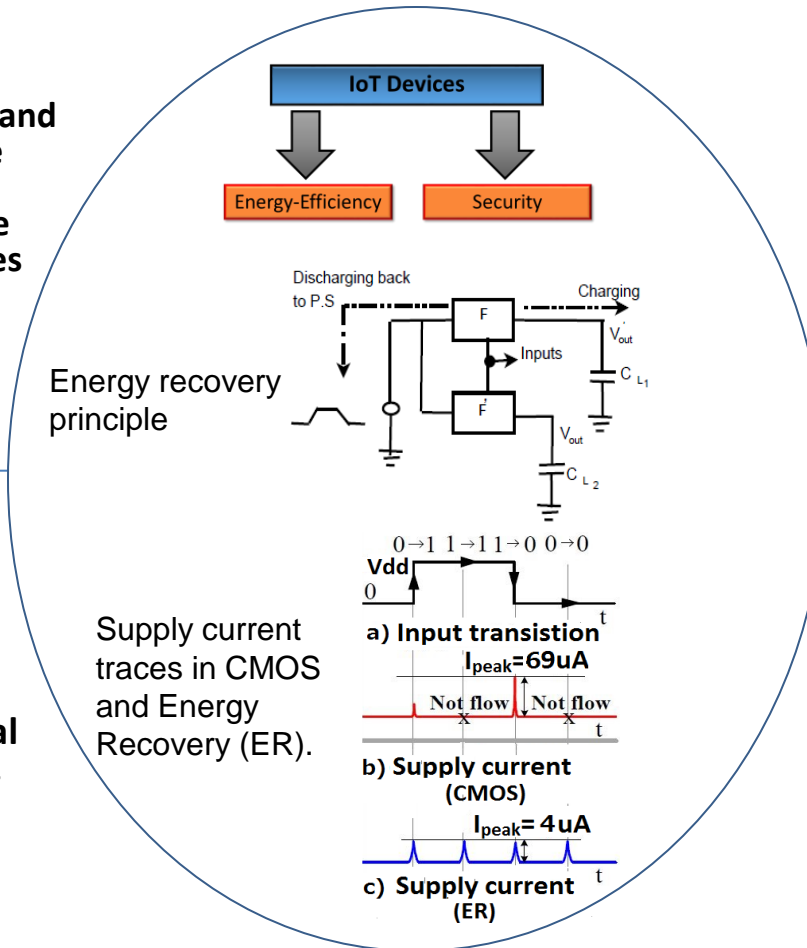 IoT Devices
and
Energy-Efficiency
Security
Discharging back
to P.S
Charging
F
V'out
Inputs
C L1
Energy recovery
principle
F'
Vout
C L2
0→1 1→1 1→0 0→0
Vdd
0
t
a) Input transistion
Supply current
traces in CMOS
and Energy
Recovery (ER).
Ipeak=69uA
Not flow
Not flow
x
x
t
b) Supply current
(CMOS)
Ipeak= 4uA
t
c) Supply current
(ER)